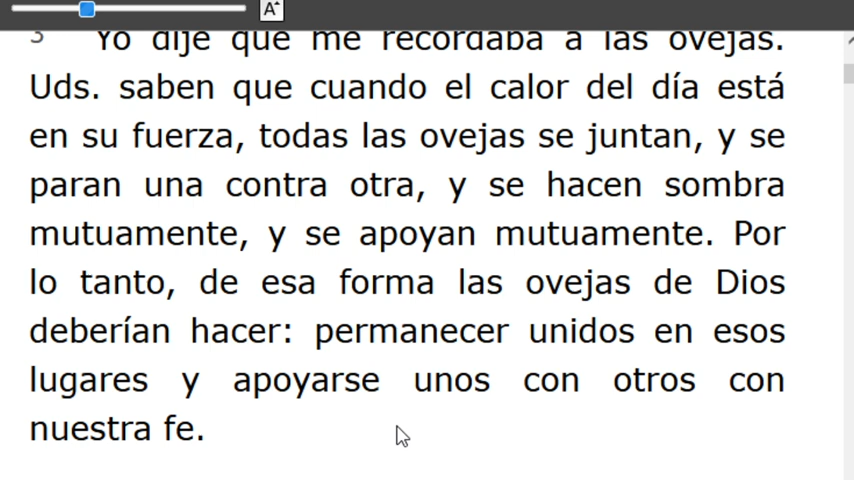 A
3 Yo dije que me recordaba a las ovejas.
Uds. saben que cuando el calor del día está
en su fuerza, todas las ovejas se juntan, y se
paran una contra otra, y se hacen sombra
mutuamente, y se apoyan mutuamente. Por
lo tanto, de esa forma las ovejas de Dios
deberían hacer: permanecer unidos en esos
lugares y apoyarse unos con otros con
nuestra fe.